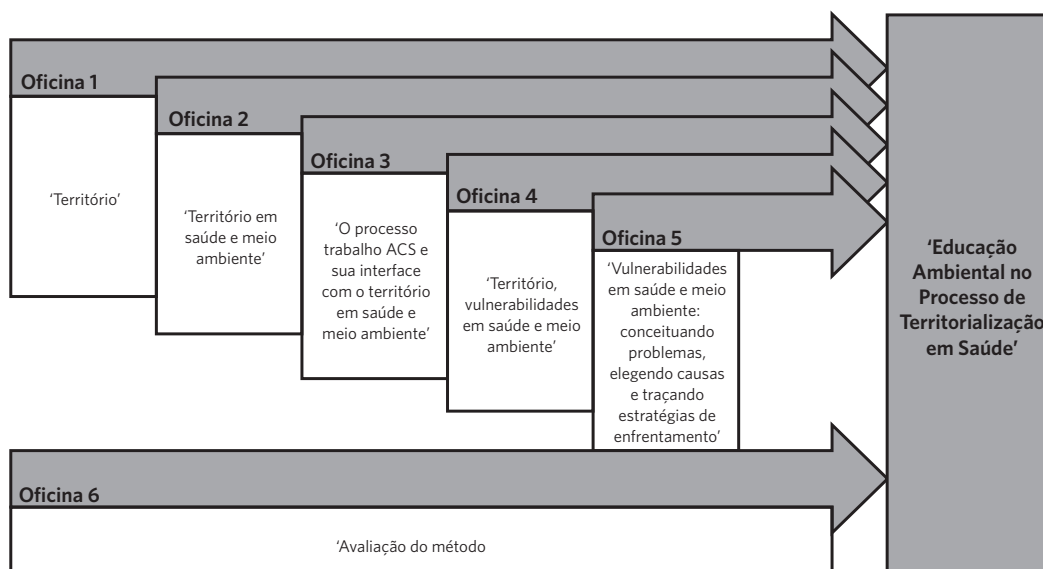 Oficina 1
'Território'
Oficina 2
'Território em
saúde e meio
ambiente'
Oficina 3
'O processo
trabalho ACS e
sua interface
com o território
em saúde e
meio ambiente'
Oficina 4
'Território,
vulnerabilidades
em saúde e meio
ambiente'
Oficina 5
'Vulnerabilidades
em saúde e meio
ambiente:
conceituando
problemas,
elegendo causas
e traçando
estratégias de
enfrentamento'
Oficina 6
'Avaliação do método
'Educação
Ambiental no
Processo de
Territorialização
em Saúde'